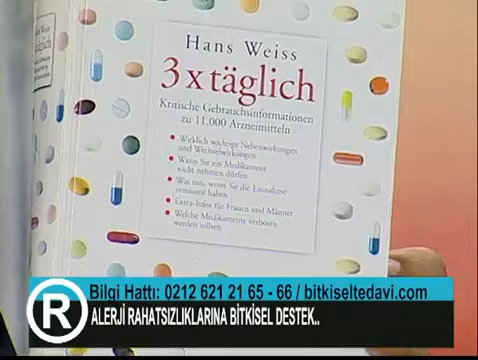 Hans Weiss
3 x täglich
Kritische Gebrauchsinformationen
zu 11.000 Arzneimitteln
Wirklich wichtige Nebenwirkungen
und Wechselwirkungen
Wann Sie ein Medikament
nicht nehmen dürfen
Was tun, wenn Sie die Einnahme
versäumt haben
Extra-Infos für Frauen und Männer
Welche Medikamente verboten
werden sollten
Bilgi Hattı: 0212 621 21 65 - 66 / bitkiseltedavi.com
R
ALERJİ RAHATSIZLIKLARINA BİTKİSEL DESTEK..